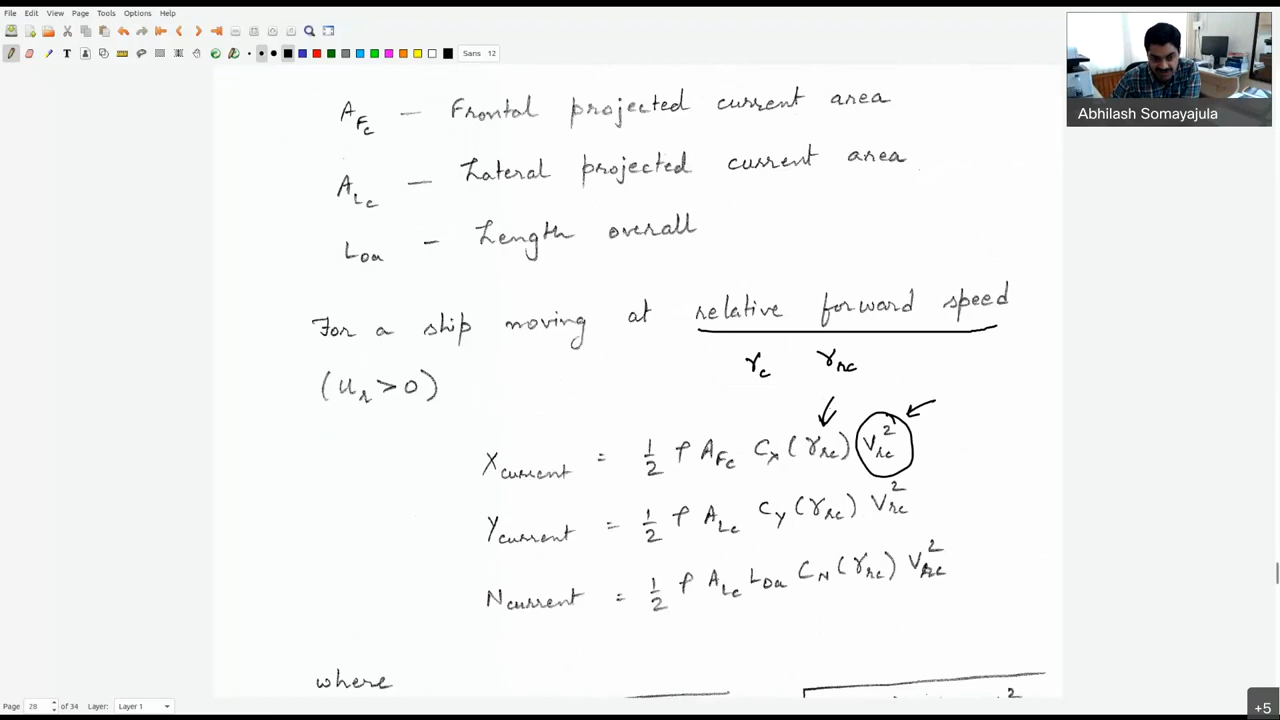 File Edit View Page Tools Options Help
Sans 12
Abhilash Somayajula
A_Fc — Frontal projected current area
A_Lc — Lateral projected current area
L_oa — Length overall
For a ship moving at relative forward speed
(u_r > 0)
γ_c γ_rc
X_current = 1/2 ρ A_Fc C_X (γ_rc) V_rc^2
Y_current = 1/2 ρ A_Lc C_Y (γ_rc) V_rc^2
N_current = 1/2 ρ A_Lc L_oa C_N (γ_rc) V_rc^2
where
2
Page 28 of 34 Layer: Layer 1
+5